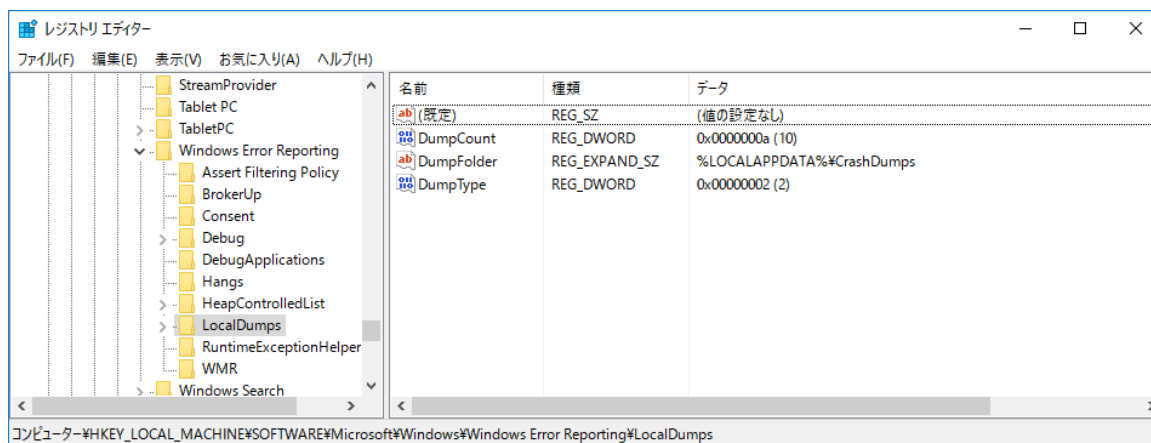 レジストリ エディター
ファイル(F) 編集(E) 表示(V) お気に入り(A) ヘルプ(H)
StreamProvider
Tablet PC
TabletPC
Windows Error Reporting
Assert Filtering Policy
BrokerUp
Consent
Debug
DebugApplications
Hangs
HeapControlledList
LocalDumps
RuntimeExceptionHelper
WMR
Windows Search
名前 種類 データ
(既定) REG_SZ (値の設定なし)
DumpCount REG_DWORD 0x0000000a (10)
DumpFolder REG_EXPAND_SZ %LOCALAPPDATA%¥CrashDumps
DumpType REG_DWORD 0x00000002 (2)
コンピューター¥HKEY_LOCAL_MACHINE¥SOFTWARE¥Microsoft¥Windows¥Windows Error Reporting¥LocalDumps